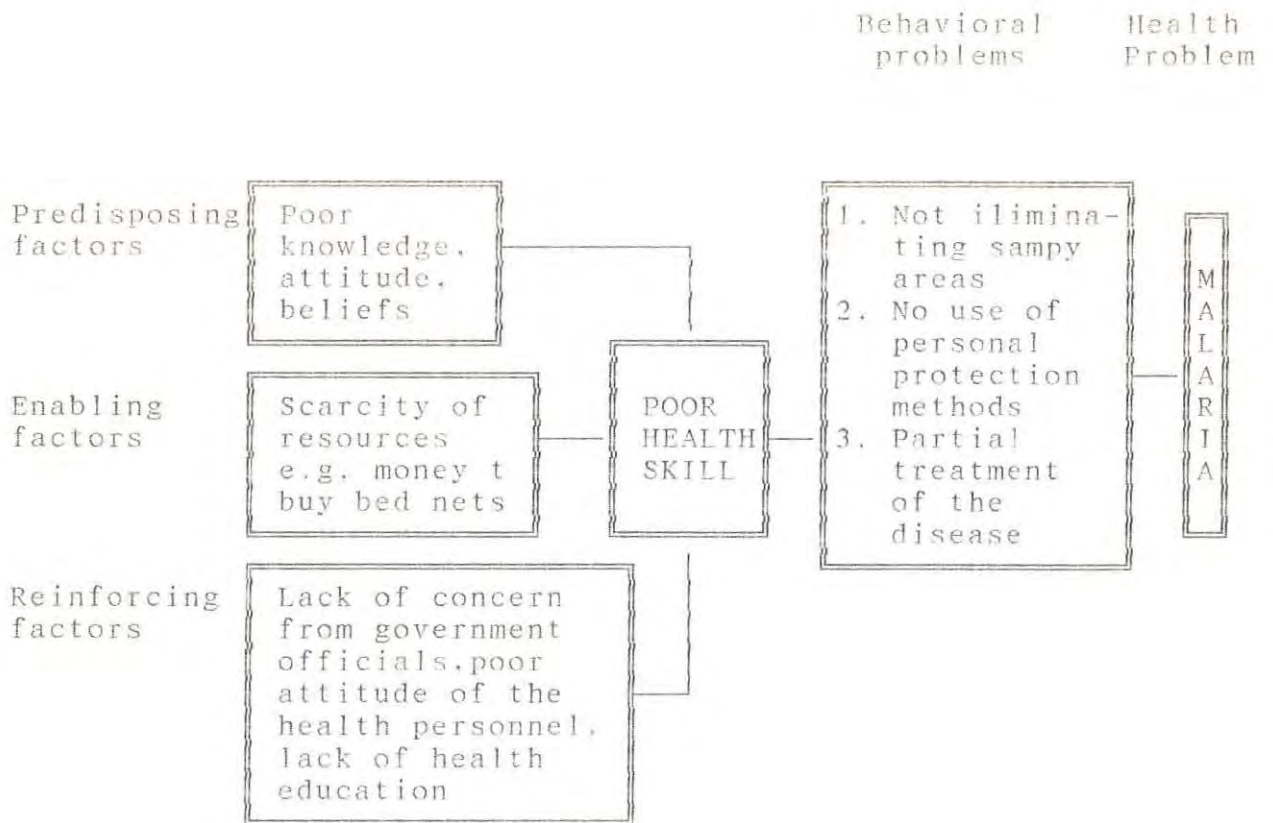 Behavioral problems
Health Problem
Predisposing factors
Poor
knowledge,
attitude,
beliefs
Enabling factors
Scarcity of
resources
e.g. money t
buy bed nets
Reinforcing factors
Lack of concern
from government
officials,poor
attitude of the
health personnel,
lack of health
education
POOR
HEALTH
SKILL
1. Not ilimina-
ting sampy
areas
2. No use of
personal
protection
methods
3. Partial
treatment
of the
disease
MALARIA